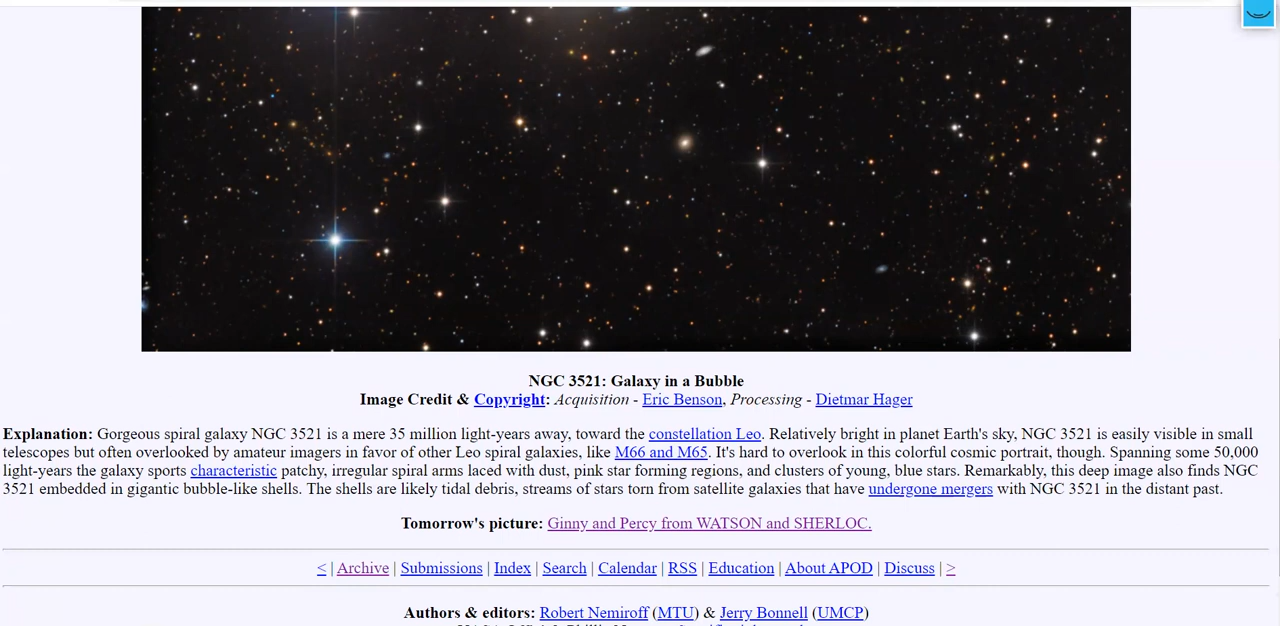 NGC 3521: Galaxy in a Bubble
Image Credit & Copyright: Acquisition - Eric Benson, Processing - Dietmar Hager
Explanation: Gorgeous spiral galaxy NGC 3521 is a mere 35 million light-years away, toward the constellation Leo. Relatively bright in planet Earth's sky, NGC 3521 is easily visible in small
telescopes but often overlooked by amateur imagers in favor of other Leo spiral galaxies, like M66 and M65. It's hard to overlook in this colorful cosmic portrait, though. Spanning some 50,000
light-years the galaxy sports characteristic patchy, irregular spiral arms laced with dust, pink star forming regions, and clusters of young, blue stars. Remarkably, this deep image also finds NGC
3521 embedded in gigantic bubble-like shells. The shells are likely tidal debris, streams of stars torn from satellite galaxies that have undergone mergers with NGC 3521 in the distant past.
Tomorrow's picture: Ginny and Percy from WATSON and SHERLOC.
< | Archive | Submissions | Index | Search | Calendar | RSS | Education | About APOD | Discuss | >
Authors & editors: Robert Nemiroff (MTU) & Jerry Bonnell (UMCP)